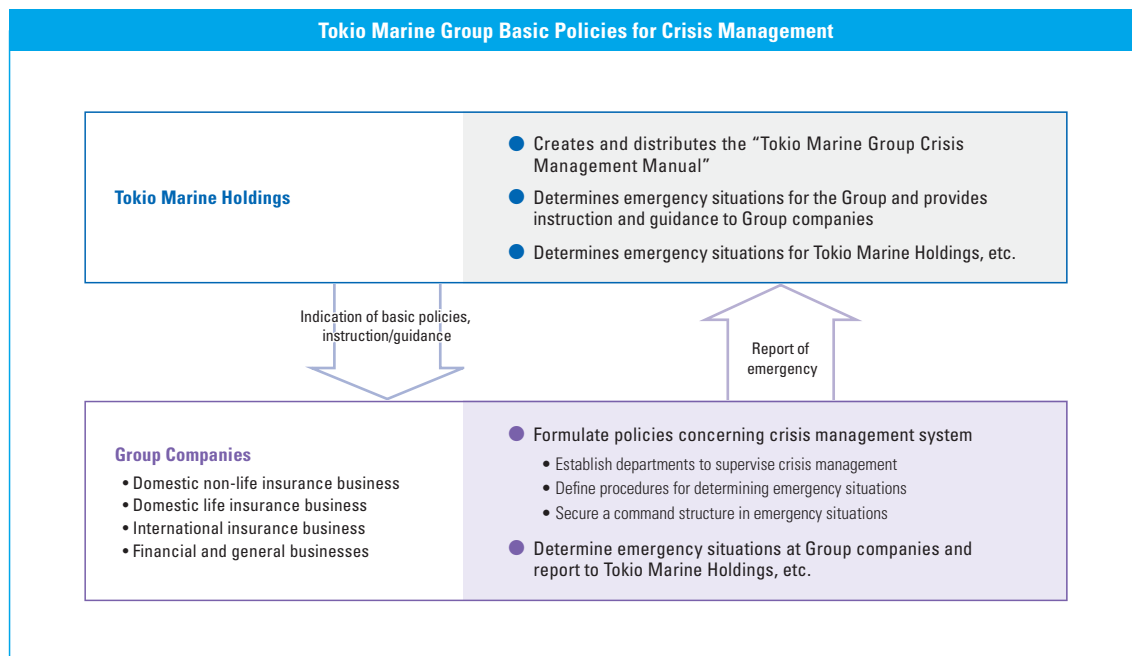 Tokio Marine Group Basic Policies for Crisis Management
Tokio Marine Holdings
● Creates and distributes the “Tokio Marine Group Crisis
Management Manual”
● Determines emergency situations for the Group and provides
instruction and guidance to Group companies
● Determines emergency situations for Tokio Marine Holdings, etc.
Indication of basic policies,
instruction/guidance
Report of
emergency
Group Companies
• Domestic non-life insurance business
• Domestic life insurance business
• International insurance business
• Financial and general businesses
● Formulate policies concerning crisis management system
• Establish departments to supervise crisis management
• Define procedures for determining emergency situations
• Secure a command structure in emergency situations
● Determine emergency situations at Group companies and
report to Tokio Marine Holdings, etc.